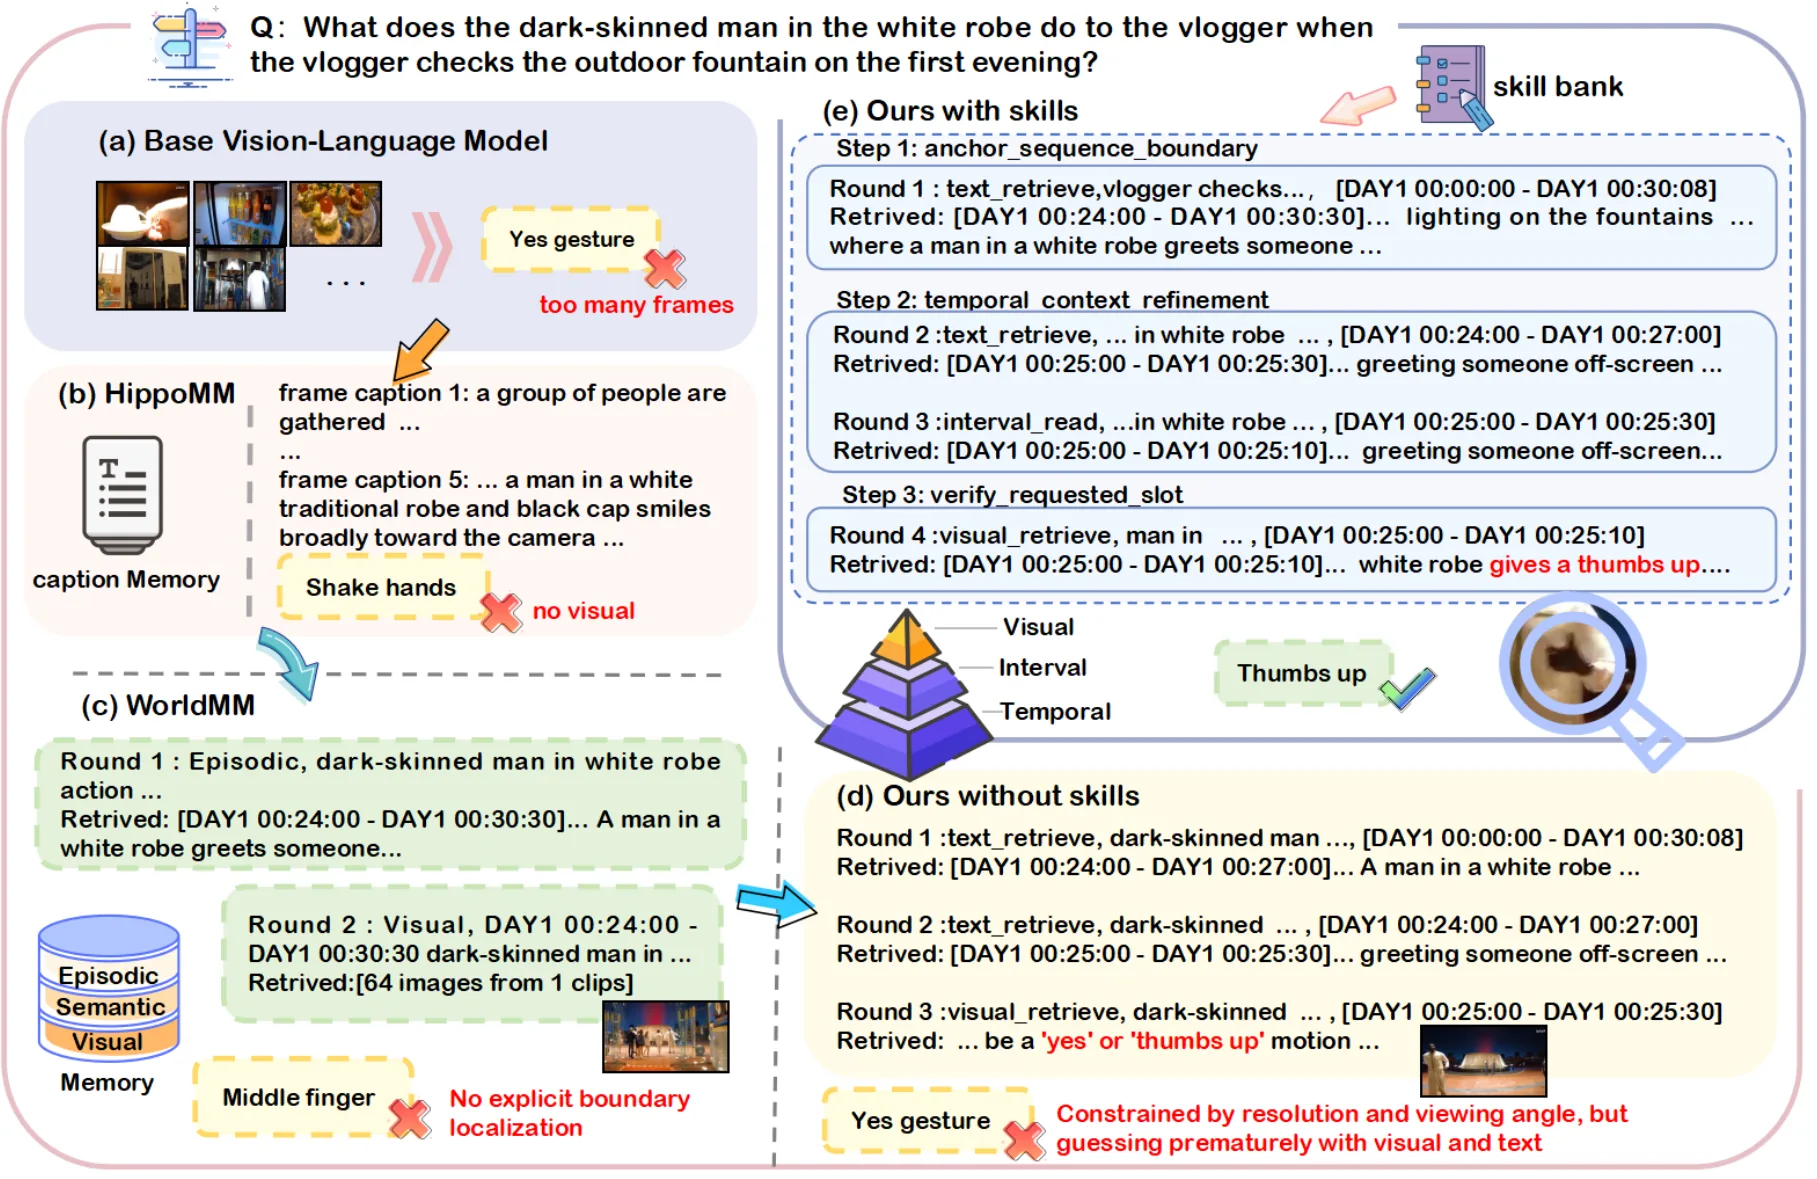 Q: What does the dark-skinned man in the white robe do to the vlogger when
the vlogger checks the outdoor fountain on the first evening?
(a) Base Vision-Language Model
. . .
Yes gesture
too many frames
(b) HippoMM
caption Memory
frame caption 1: a group of people are
gathered ...
...
frame caption 5: ... a man in a white
traditional robe and black cap smiles
broadly toward the camera ...
Shake hands
no visual
(c) WorldMM
Round 1 : Episodic, dark-skinned man in white robe
action ...
Retrived: [DAY1 00:24:00 - DAY1 00:30:30]... A man in a
white robe greets someone...
Round 2 : Visual, DAY1 00:24:00 -
DAY1 00:30:30 dark-skinned man in ...
Retrived:[64 images from 1 clips]
Episodic
Semantic
Visual
Memory
Middle finger
No explicit boundary
localization
(e) Ours with skills
skill bank
Step 1: anchor_sequence_boundary
Round 1 : text_retrieve,vlogger checks..., [DAY1 00:00:00 - DAY1 00:30:08]
Retrived: [DAY1 00:24:00 - DAY1 00:30:30]... lighting on the fountains ...
where a man in a white robe greets someone ...
Step 2: temporal_context_refinement
Round 2 :text_retrieve, ... in white robe ... , [DAY1 00:24:00 - DAY1 00:27:00]
Retrived: [DAY1 00:25:00 - DAY1 00:25:30]... greeting someone off-screen ...
Round 3 :interval_read, ...in white robe ... , [DAY1 00:25:00 - DAY1 00:25:30]
Retrived: [DAY1 00:25:00 - DAY1 00:25:10]... greeting someone off-screen...
Step 3: verify_requested_slot
Round 4 :visual_retrieve, man in ... , [DAY1 00:25:00 - DAY1 00:25:10]
Retrived: [DAY1 00:25:00 - DAY1 00:25:10]... white robe gives a thumbs up....
Visual
Interval
Temporal
Thumbs up
(d) Ours without skills
Round 1 :text_retrieve, dark-skinned man ..., [DAY1 00:00:00 - DAY1 00:30:08]
Retrived: [DAY1 00:24:00 - DAY1 00:27:00]... A man in a white robe ...
Round 2 :text_retrieve, dark-skinned ... , [DAY1 00:24:00 - DAY1 00:27:00]
Retrived: [DAY1 00:25:00 - DAY1 00:25:30]... greeting someone off-screen ...
Round 3 :visual_retrieve, dark-skinned ... , [DAY1 00:25:00 - DAY1 00:25:30]
Retrived: ... be a 'yes' or 'thumbs up' motion ...
Yes gesture
Constrained by resolution and viewing angle, but
guessing prematurely with visual and text